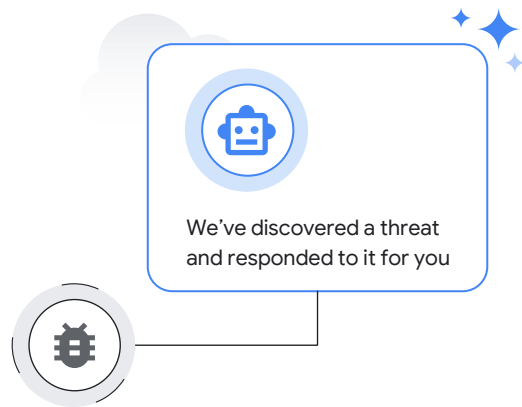 We’ve discovered a threat
and responded to it for you